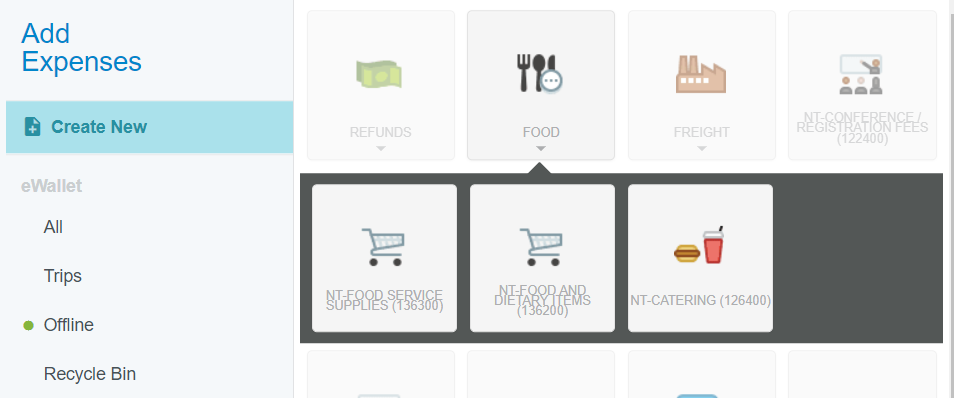 Add
Expenses
Create New
eWallet
All
Trips
Offline
Recycle Bin
REFUNDS
FOOD
FREIGHT
NT-CONFERENCE /
REGISTRATION FEES
(122400)
NT-FOOD SERVICE
SUPPLIES (136300)
NT-FOOD AND
DIETARY ITEMS
(136200)
NT-CATERING (126400)